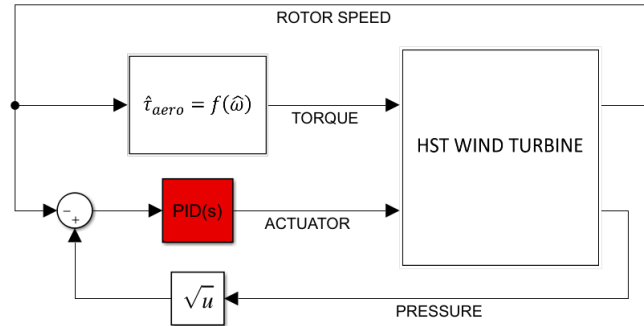 ROTOR SPEED
τ̂_aero = f(ω̂)
TORQUE
HST WIND TURBINE
-
+
PID(s)
ACTUATOR
√u
PRESSURE